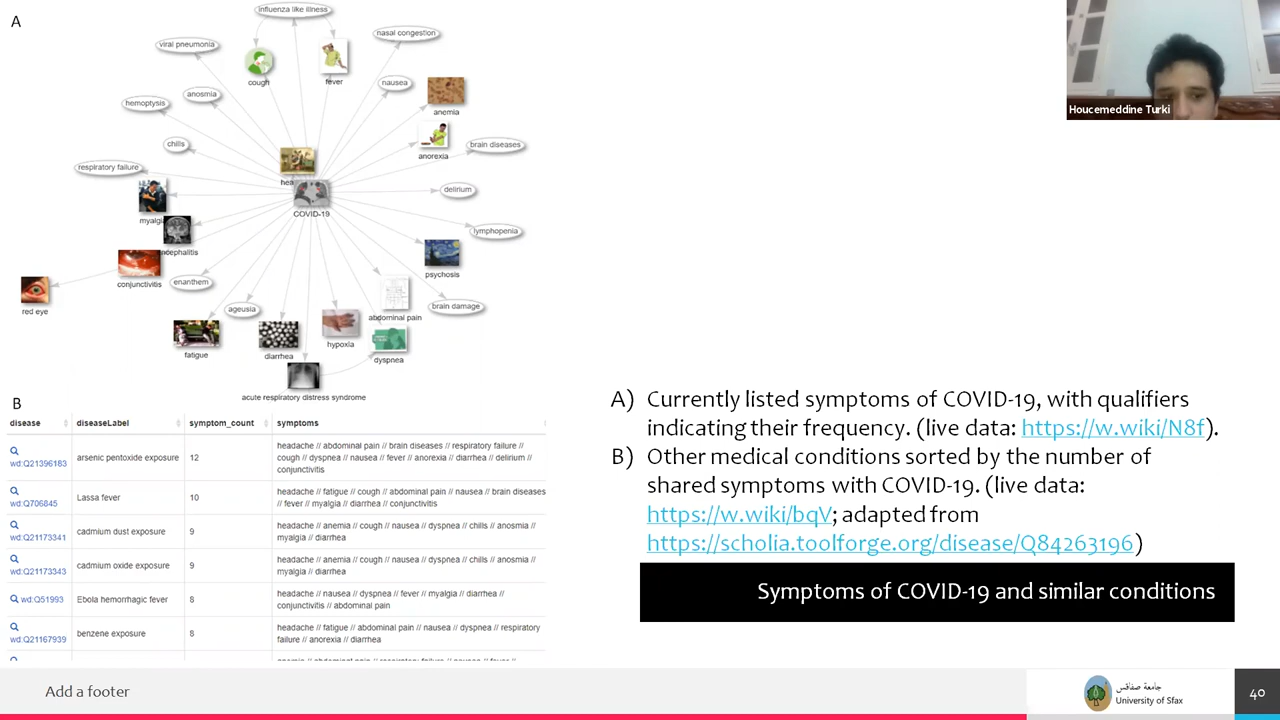 A
influenza like illness
nasal congestion
viral pneumonia
cough
fever
nausea
anosmia
hemoptysis
anemia
chills
anorexia
brain diseases
respiratory failure
hea
delirium
myalgia
COVID-19
lymphopenia
ncephalitis
psychosis
conjunctivitis
enanthem
red eye
ageusia
abdominal pain
brain damage
fatigue
diarrhea
hypoxia
dyspnea
acute respiratory distress syndrome
B
disease diseaseLabel symptom_count symptoms
wd:Q21396183 arsenic pentoxide exposure 12 headache // abdominal pain // brain diseases // respiratory failure //
cough // dyspnea // nausea // fever // anorexia // diarrhea // delirium //
conjunctivitis
wd:Q706845 Lassa fever 10 headache // fatigue // cough // abdominal pain // nausea // brain diseases
// fever // myalgia // diarrhea // conjunctivitis
wd:Q21173341 cadmium dust exposure 9 headache // anemia // cough // nausea // dyspnea // chills // anosmia //
myalgia // diarrhea
wd:Q21173343 cadmium oxide exposure 9 headache // anemia // cough // nausea // dyspnea // chills // anosmia //
myalgia // diarrhea
wd:Q51993 Ebola hemorrhagic fever 8 headache // nausea // dyspnea // fever // myalgia // diarrhea //
conjunctivitis // abdominal pain
wd:Q21167939 benzene exposure 8 headache // fatigue // abdominal pain // nausea // dyspnea // respiratory
failure // anorexia // diarrhea
Houcemeddine Turki
A) Currently listed symptoms of COVID-19, with qualifiers
indicating their frequency. (live data: https://w.wiki/N8f).
B) Other medical conditions sorted by the number of
shared symptoms with COVID-19. (live data:
https://w.wiki/bqV; adapted from
https://scholia.toolforge.org/disease/Q84263196)
Symptoms of COVID-19 and similar conditions
Add a footer
جامعة صفاقس
University of Sfax
40